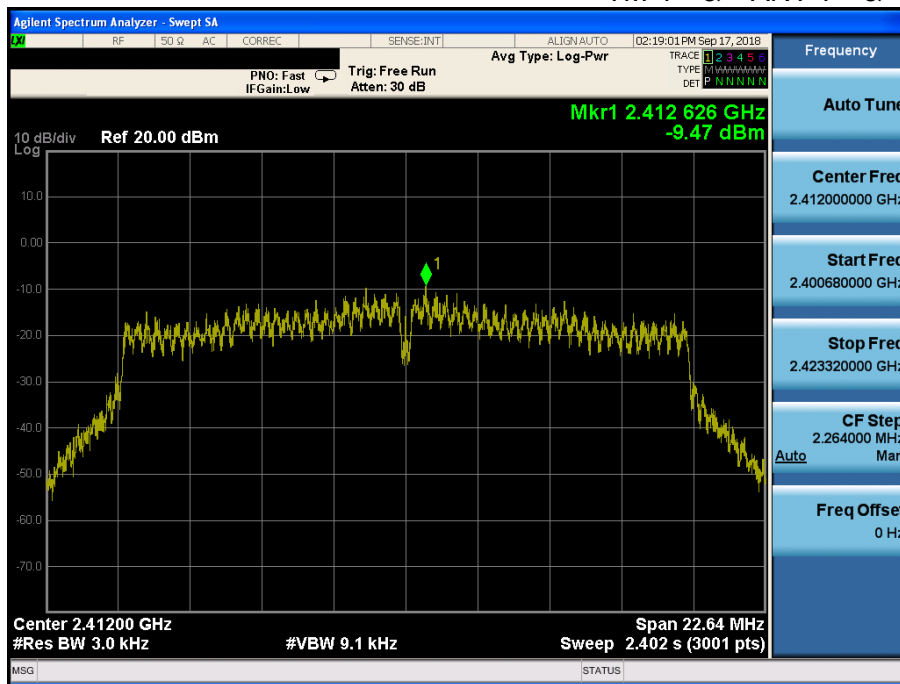 Agilent Spectrum Analyzer - Swept SA
LXI RF 50 Ω AC CORREC SENSE:INT ALIGN AUTO 02:19:01 PM Sep 17, 2018
Frequency
Avg Type: Log-Pwr
TRACE 1 2 3 4 5 6
PNO: Fast Trig: Free Run
TYPE M W W W W W
IFGain:Low Atten: 30 dB
DET P N N N N N
Auto Tune
Mkr1 2.412 626 GHz
-9.47 dBm
10 dB/div Ref 20.00 dBm
Log
Center Freq
2.412000000 GHz
10.0
0.00
Start Freq
2.400680000 GHz
1
-10.0
-20.0
Stop Freq
2.423320000 GHz
-30.0
-40.0
CF Step
2.264000 MHz
Auto Man
-50.0
-60.0
Freq Offset
0 Hz
-70.0
Center 2.41200 GHz Span 22.64 MHz
#Res BW 3.0 kHz #VBW 9.1 kHz Sweep 2.402 s (3001 pts)
MSG STATUS